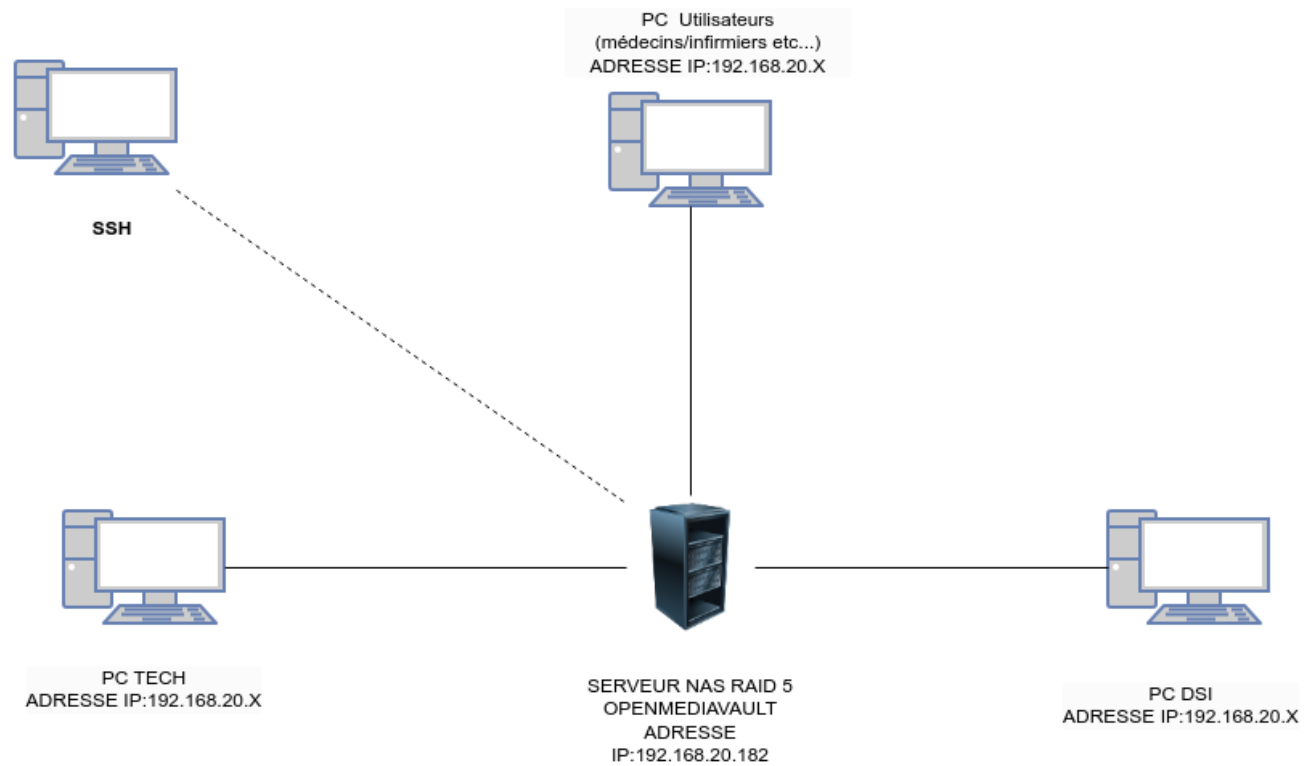 PC Utilisateurs
(médecins/infirmiers etc...)
ADRESSE IP:192.168.20.X
SSH
PC TECH
ADRESSE IP:192.168.20.X
SERVEUR NAS RAID 5
OPENMEDIAVAULT
ADRESSE
IP:192.168.20.182
PC DSI
ADRESSE IP:192.168.20.X